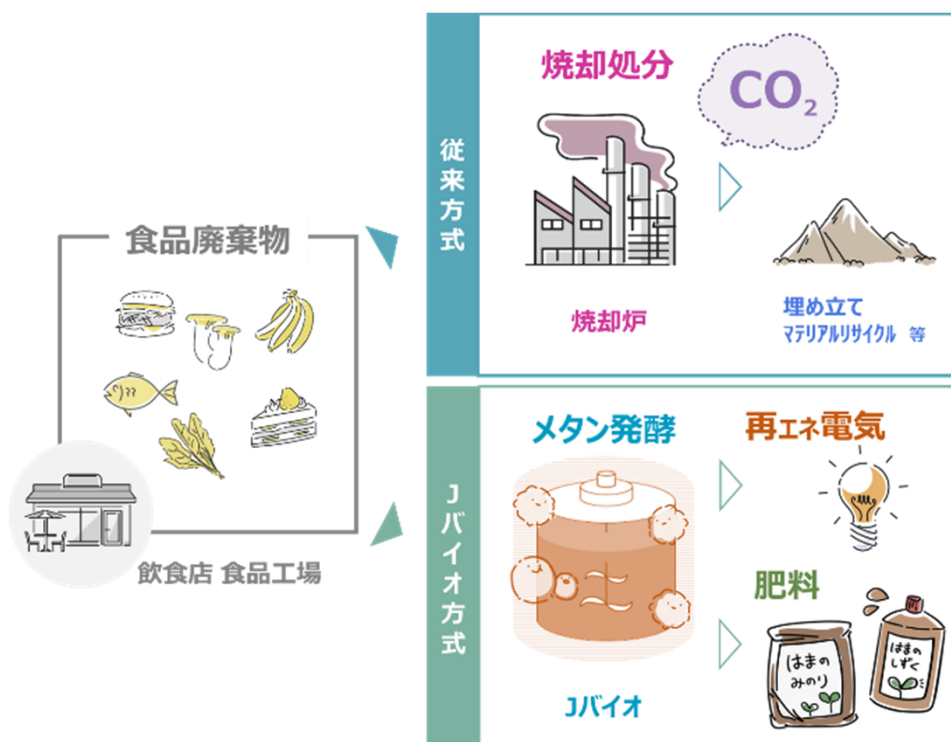 食品廃棄物
飲食店 食品工場
従来方式
焼却処分
CO₂
焼却炉
埋め立て
ﾏﾃﾘｱﾙﾘｻｲｸﾙ 等
Jバイオ方式
メタン発酵
Jバイオ
再エネ電気
肥料
はまの
みのり
はまの
しずく